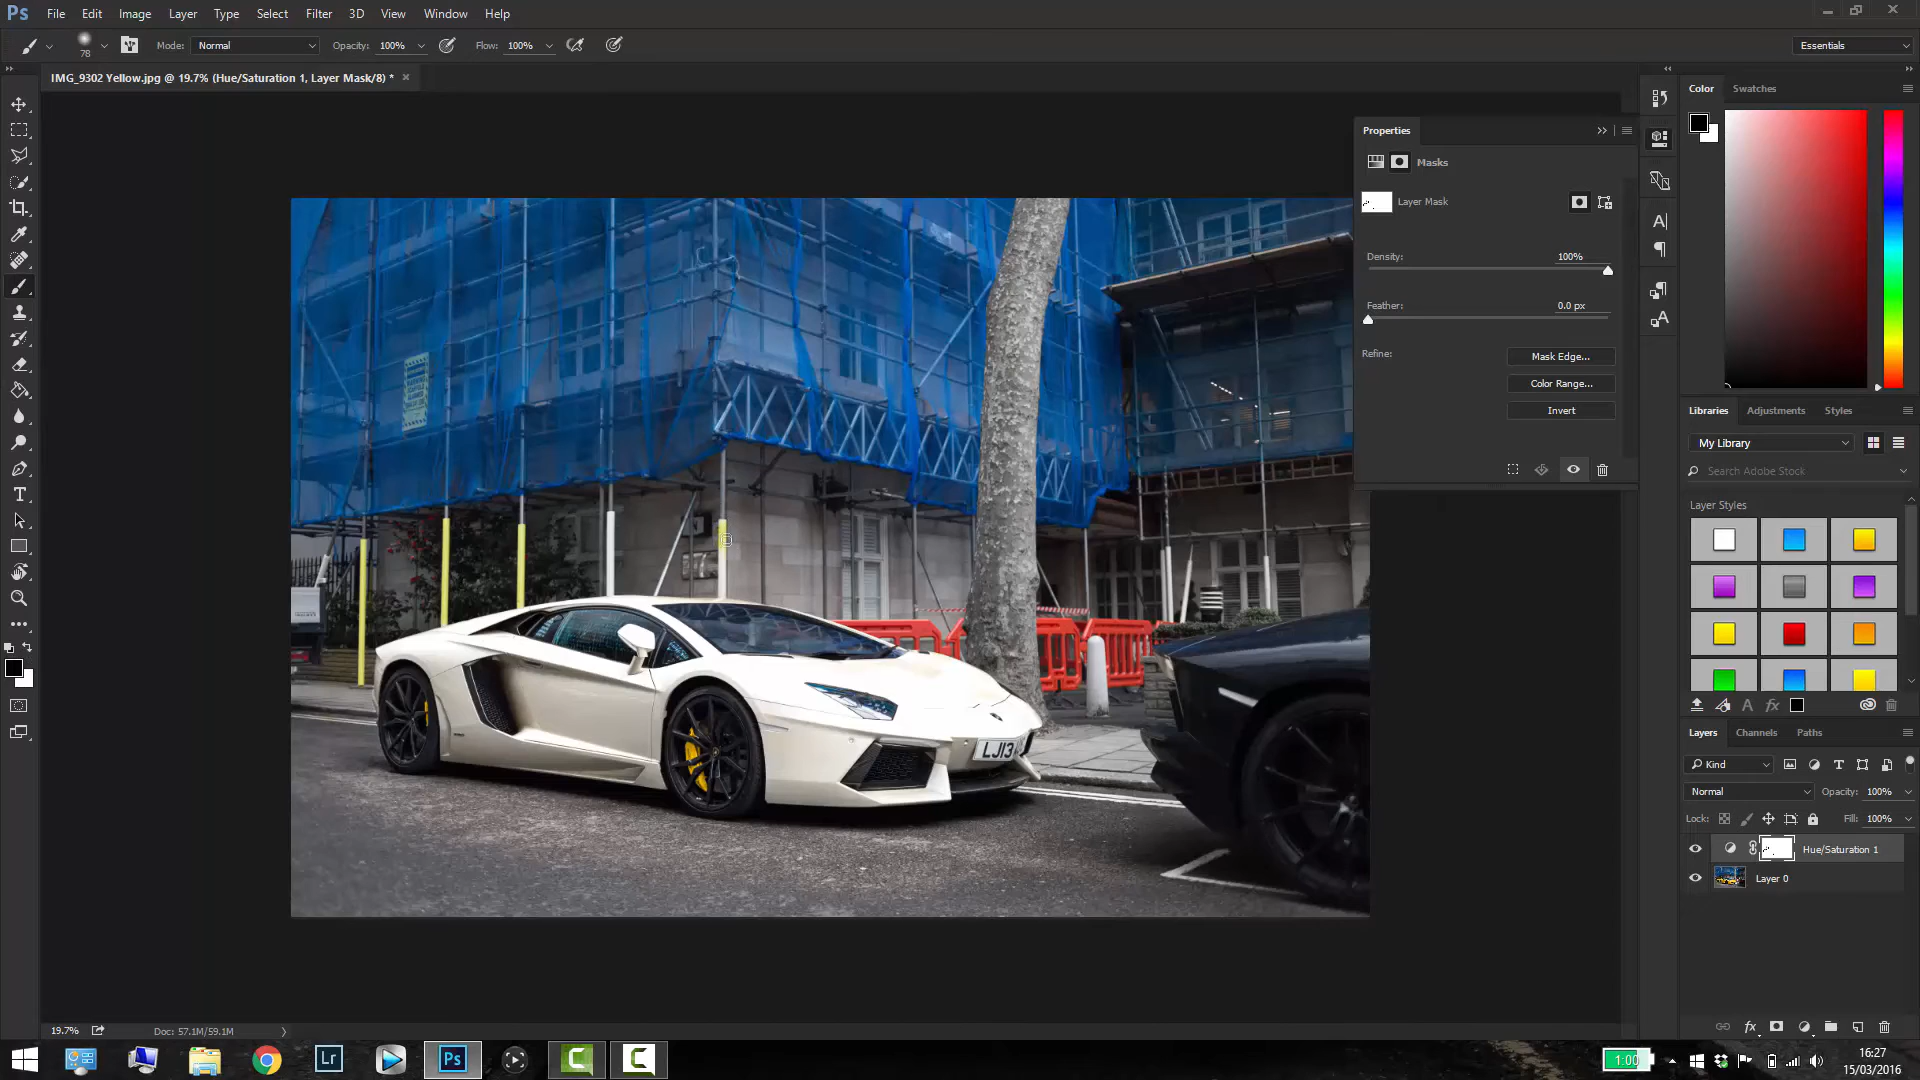 Ps File Edit Image Layer Type Select Filter 3D View Window Help
78 Mode: Normal Opacity: 100% Flow: 100% Essentials
IMG_9302 Yellow.jpg @ 19.7% (Hue/Saturation 1, Layer Mask/8) *
Color Swatches
Properties
Masks
Layer Mask
Density: 100%
Feather: 0.0 px
Refine: Mask Edge...
Color Range...
Invert
Libraries Adjustments Styles
My Library
Search Adobe Stock
Layer Styles
LJ13
Layers Channels Paths
Kind
Normal Opacity: 100%
Lock: Fill: 100%
Hue/Saturation 1
Layer 0
19.7% Doc: 57.1M/59.1M
Lr Ps
1:00
16:27
15/03/2016